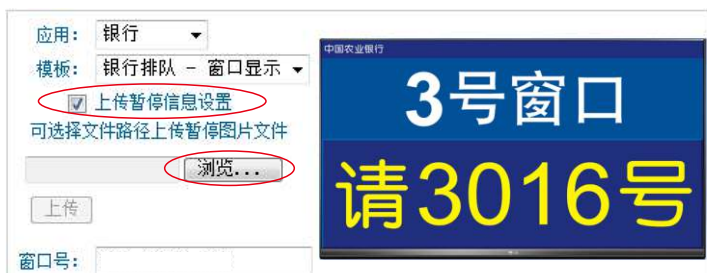 应用: 银行
模板: 银行排队 - 窗口显示
上传暂停信息设置
可选择文件路径上传暂停图片文件
浏览...
上传
窗口号:
中国农业银行
3号窗口
请3016号